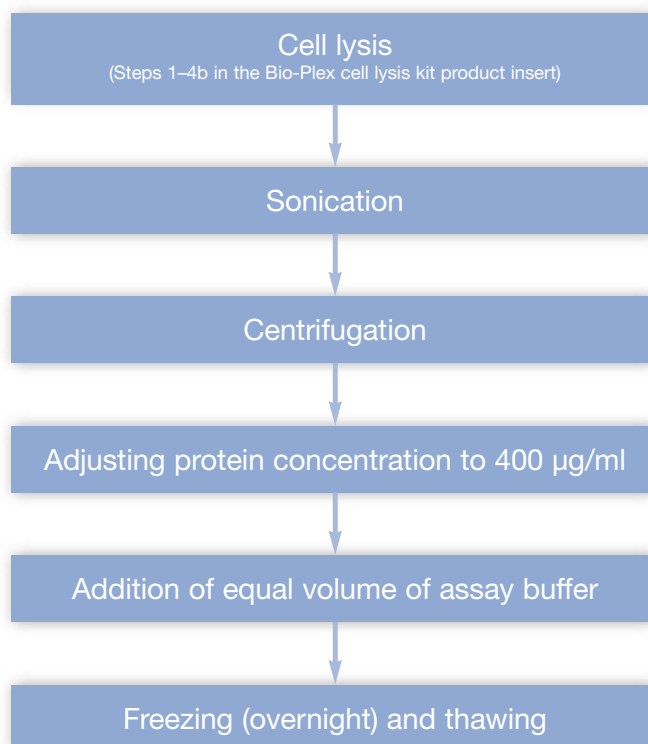 Cell lysis
(Steps 1–4b in the Bio-Plex cell lysis kit product insert)
Sonication
Centrifugation
Adjusting protein concentration to 400 µg/ml
Addition of equal volume of assay buffer
Freezing (overnight) and thawing